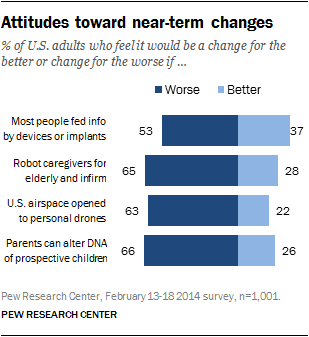 Attitudes toward near-term changes
% of U.S. adults who feel it would be a change for the
better or change for the worse if ...
Worse Better
Most people fed info
by devices or implants
53 37
Robot caregivers for
elderly and infirm
65 28
U.S. airspace opened
to personal drones
63 22
Parents can alter DNA
of prospective children
66 26
Pew Research Center, February 13-18 2014 survey, n=1,001.
PEW RESEARCH CENTER